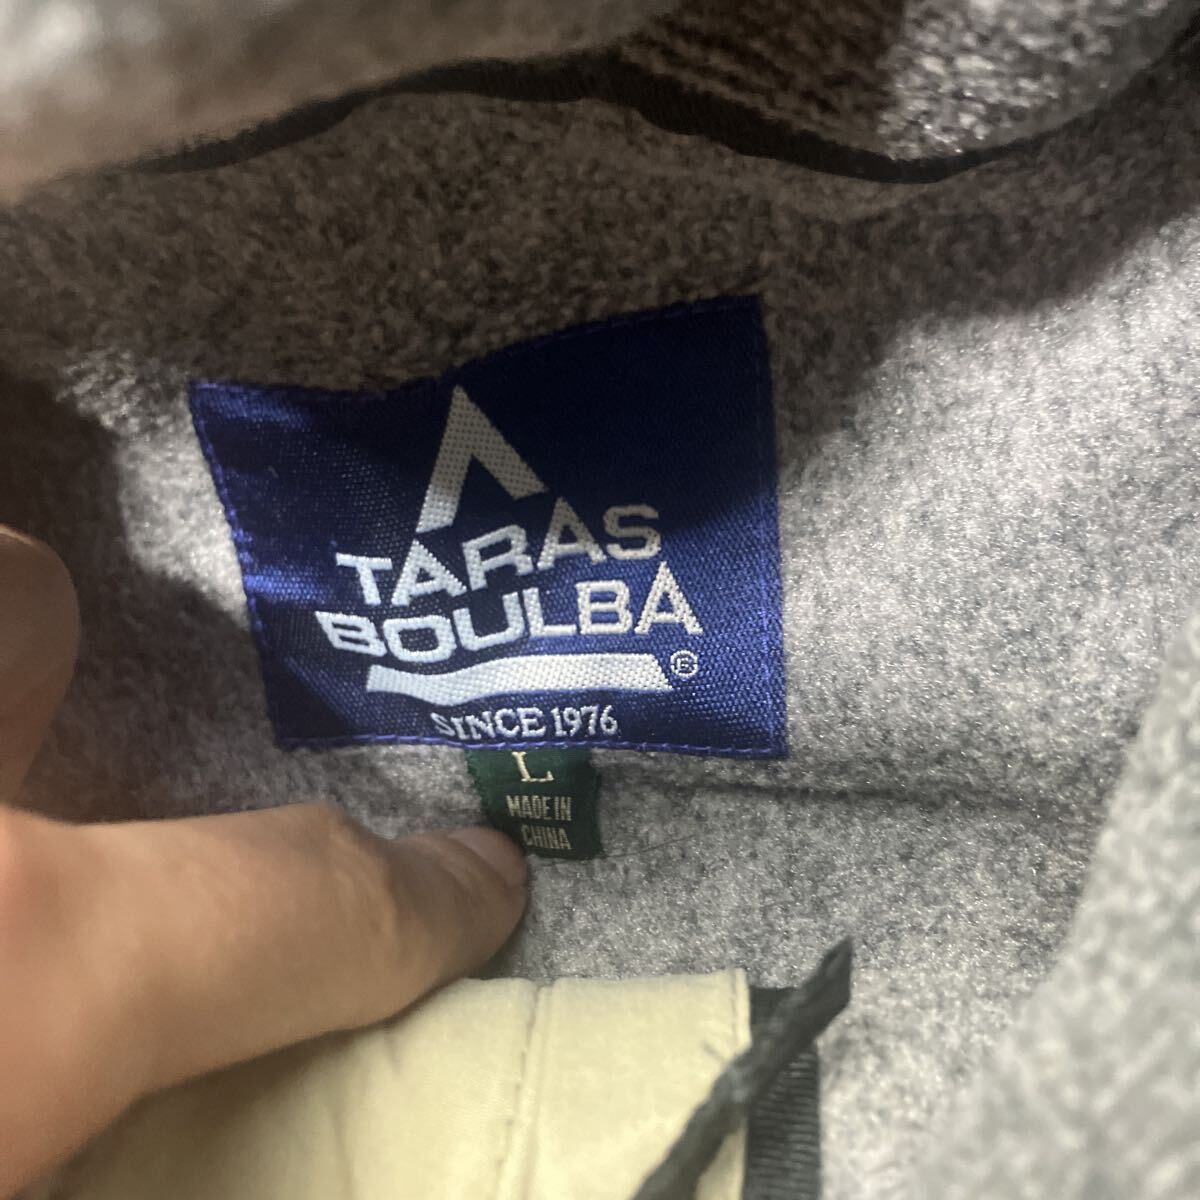 TARAS
BOULBA
®
SINCE 1976
L
MADE IN
CHINA